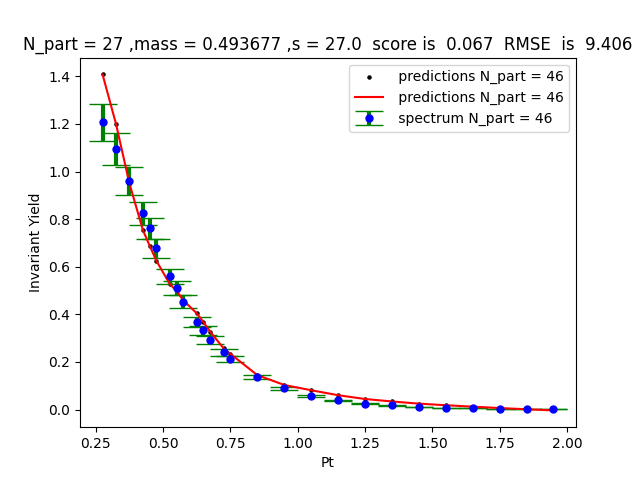 N_part = 27 ,mass = 0.493677 ,s = 27.0  score is  0.067  RMSE  is  9.406
predictions N_part = 46
predictions N_part = 46
spectrum N_part = 46
Invariant Yield
1.4
1.2
1.0
0.8
0.6
0.4
0.2
0.0
0.25 0.50 0.75 1.00 1.25 1.50 1.75 2.00
Pt